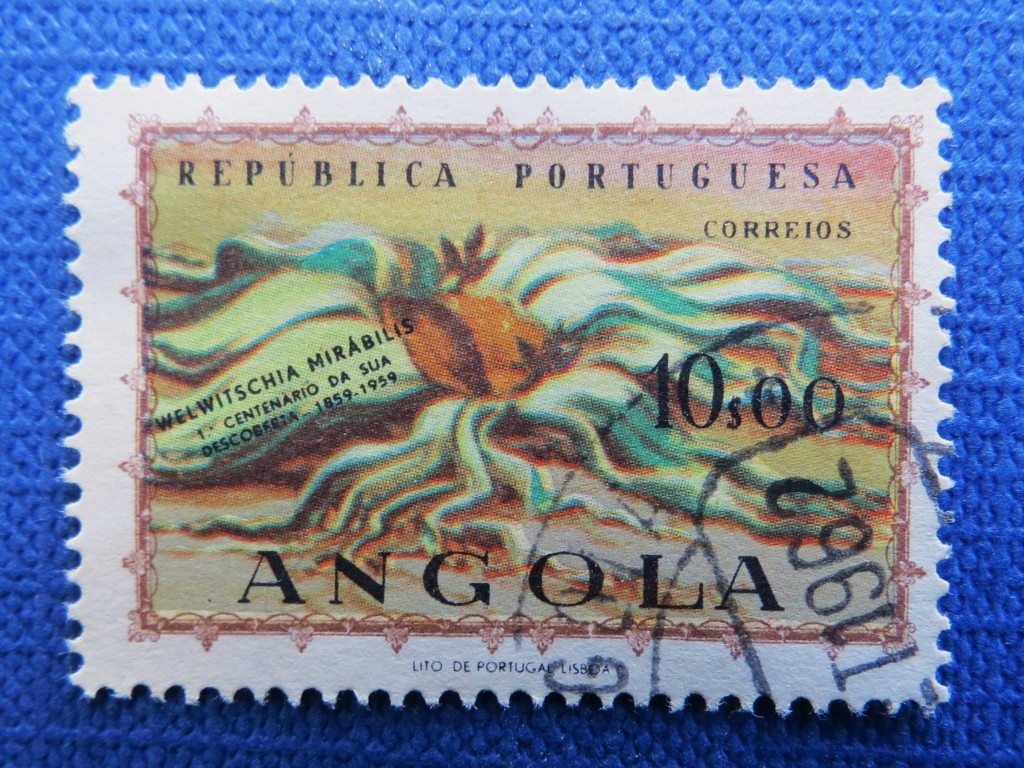 REPÚBLICA PORTUGUESA
CORREIOS
WELWITSCHIA MIRÁBILIS
1.º CENTENÁRIO DA SUA
DESCOBERTA - 1859-1959
10$00
ANGOLA
LITO DE PORTUGAL LISBOA
1962